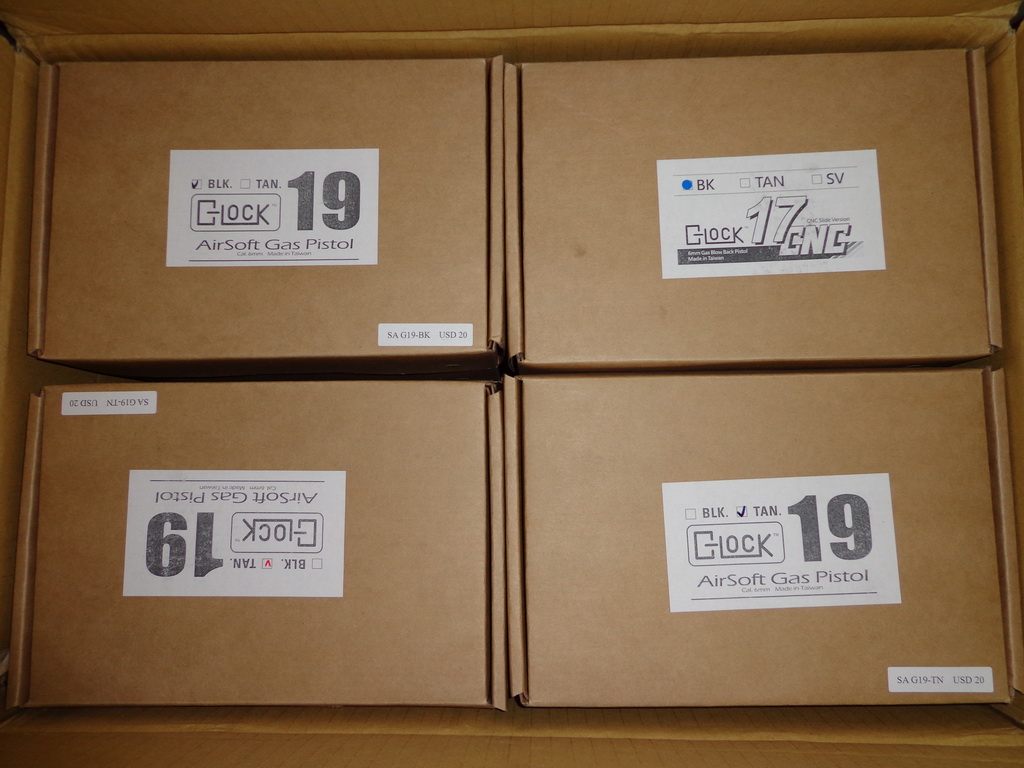 BLK. TAN. 19
GLOCK™
AirSoft Gas Pistol
Cal. 6mm Made in Taiwan
SA G19-BK USD 20
BK TAN SV
GLOCK 17 CNC Slide Version
CNC
6mm Gas Blow Back Pistol
Made in Taiwan
SA G19-TN USD 20
BLK. TAN. 19
GLOCK™
AirSoft Gas Pistol
Cal. 6mm Made in Taiwan
BLK. TAN. 19
GLOCK™
AirSoft Gas Pistol
Cal. 6mm Made in Taiwan
SA G19-TN USD 20